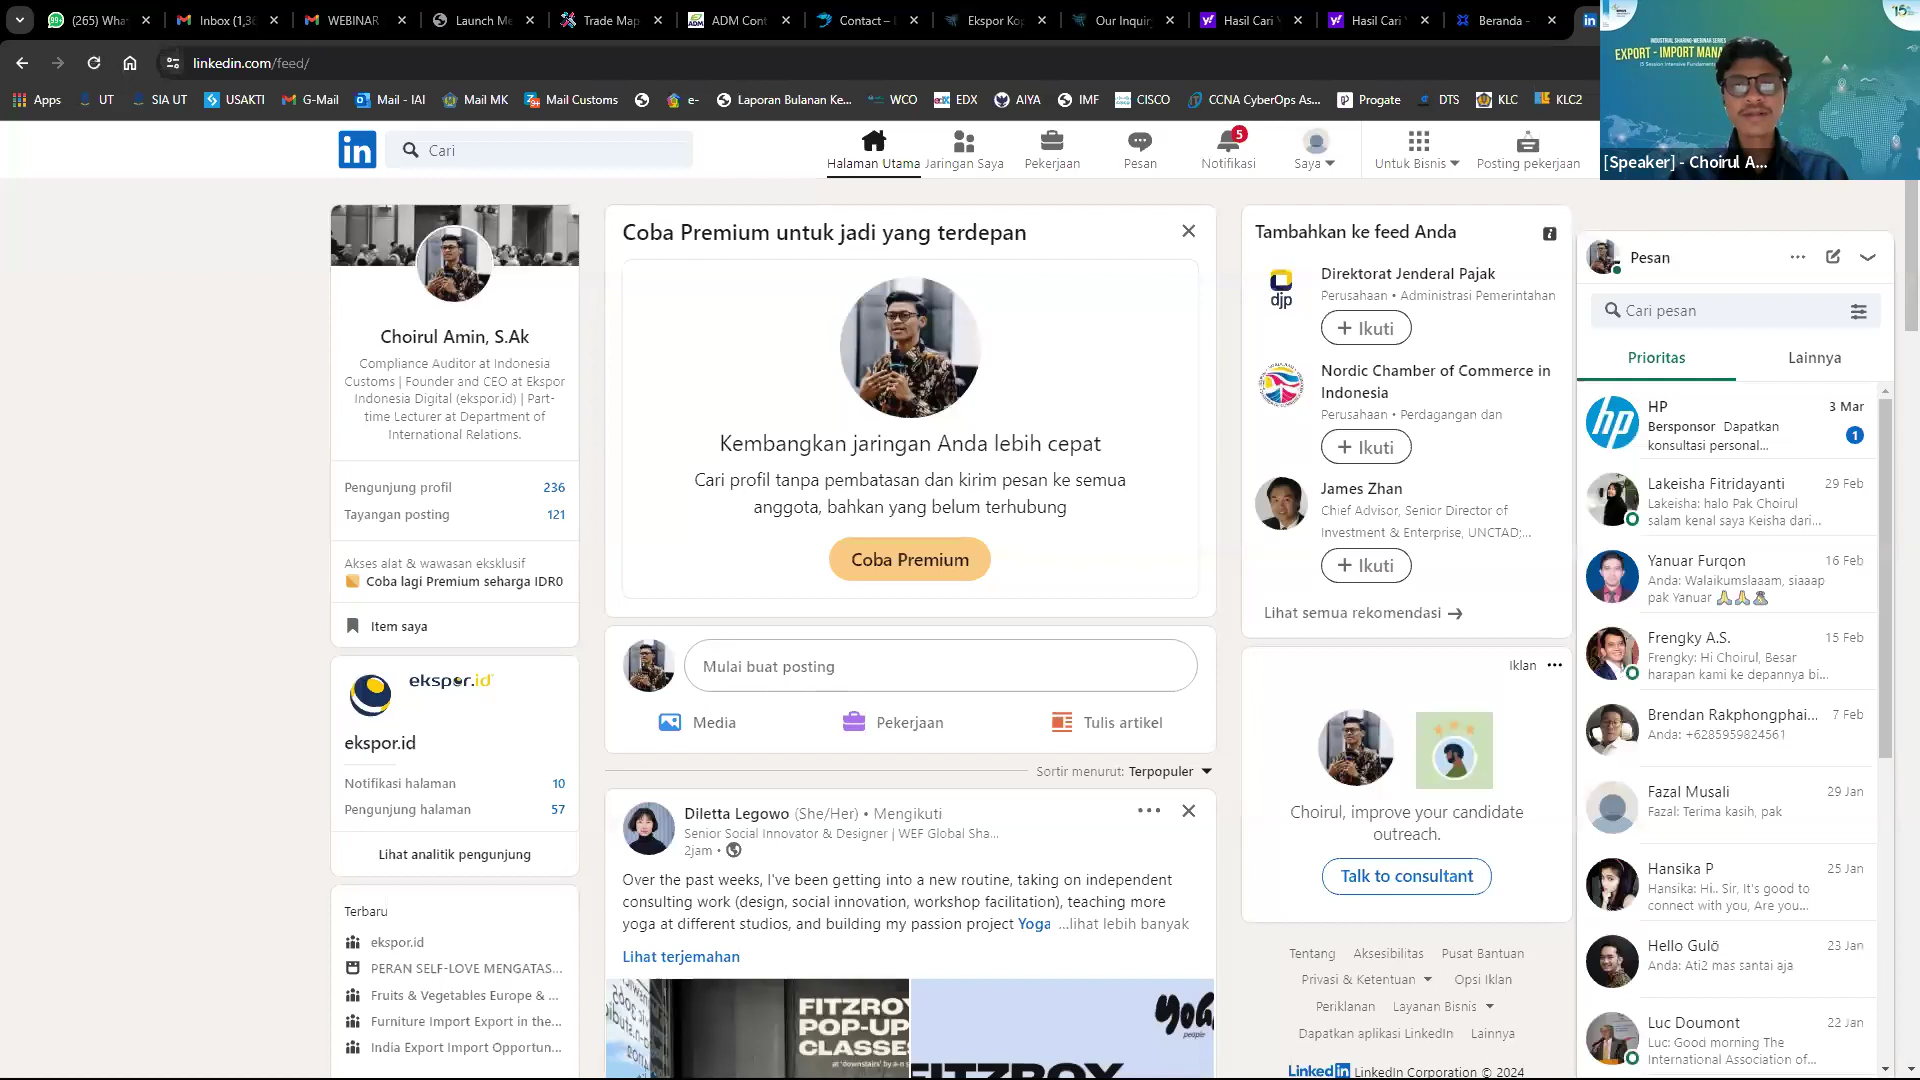 (265) What
Inbox (1,36
WEBINAR
Launch Me
Trade Map
ADM Cont
Contact –
Ekspor Kop
Our Inquir
Hasil Cari Y
Hasil Cari Y
Beranda -
linkedin.com/feed/
Apps
UT
SIA UT
USAKTI
G-Mail
Mail - IAI
Mail MK
Mail Customs
e-
Laporan Bulanan Ke...
WCO
EDX
AIYA
IMF
CISCO
CCNA CyberOps As...
Progate
DTS
KLC
KLC2
INDUSTRIAL SHARING-WEBINAR SERIES
EXPORT - IMPORT MANA
[Speaker] - Choirul A...
in
Cari
Halaman Utama
Jaringan Saya
Pekerjaan
Pesan
5
Notifikasi
Saya
Untuk Bisnis
Posting pekerjaan
Choirul Amin, S.Ak
Compliance Auditor at Indonesia
Customs | Founder and CEO at Ekspor
Indonesia Digital (ekspor.id) | Part-
time Lecturer at Department of
International Relations.
Pengunjung profil 236
Tayangan posting 121
Akses alat & wawasan eksklusif
Coba lagi Premium seharga IDR0
Item saya
ekspor.id
ekspor.id
Notifikasi halaman 10
Pengunjung halaman 57
Lihat analitik pengunjung
Terbaru
ekspor.id
PERAN SELF-LOVE MENGATAS...
Fruits & Vegetables Europe & ...
Furniture Import Export in the...
India Export Import Opportun...
Coba Premium untuk jadi yang terdepan
Kembangkan jaringan Anda lebih cepat
Cari profil tanpa pembatasan dan kirim pesan ke semua
anggota, bahkan yang belum terhubung
Coba Premium
Mulai buat posting
Media
Pekerjaan
Tulis artikel
Sortir menurut: Terpopuler
Diletta Legowo (She/Her) • Mengikuti
Senior Social Innovator & Designer | WEF Global Sha...
2jam •
Over the past weeks, I've been getting into a new routine, taking on independent
consulting work (design, social innovation, workshop facilitation), teaching more
yoga at different studios, and building my passion project Yoga ...lihat lebih banyak
Lihat terjemahan
FITZROY
POP-UP
CLASSES
YOGA
people
FITZROY
Tambahkan ke feed Anda
djp
Direktorat Jenderal Pajak
Perusahaan • Administrasi Pemerintahan
+ Ikuti
Nordic Chamber of Commerce in
Indonesia
Perusahaan • Perdagangan dan
+ Ikuti
James Zhan
Chief Advisor, Senior Director of
Investment & Enterprise, UNCTAD;...
+ Ikuti
Lihat semua rekomendasi →
Iklan
Choirul, improve your candidate
outreach.
Talk to consultant
Tentang Aksesibilitas Pusat Bantuan
Privasi & Ketentuan Opsi Iklan
Periklanan Layanan Bisnis
Dapatkan aplikasi LinkedIn Lainnya
LinkedIn LinkedIn Corporation © 2024
Pesan
Cari pesan
Prioritas
Lainnya
hp
HP 3 Mar
Bersponsor Dapatkan
konsultasi personal...
1
Lakeisha Fitridayanti 29 Feb
Lakeisha: halo Pak Choirul
salam kenal saya Keisha dari...
Yanuar Furqon 16 Feb
Anda: Walaikumslaaam, siaaap
pak Yanuar
Frengky A.S. 15 Feb
Frengky: Hi Choirul, Besar
harapan kami ke depannya bi...
Brendan Rakphongphai... 7 Feb
Anda: +6285959824561
Fazal Musali 29 Jan
Fazal: Terima kasih, pak
Hansika P 25 Jan
Hansika: Hi.. Sir, It's good to
connect with you, Are you...
Hello Gulö 23 Jan
Anda: Ati2 mas santai aja
Luc Doumont 22 Jan
Luc: Good morning The
International Association of...